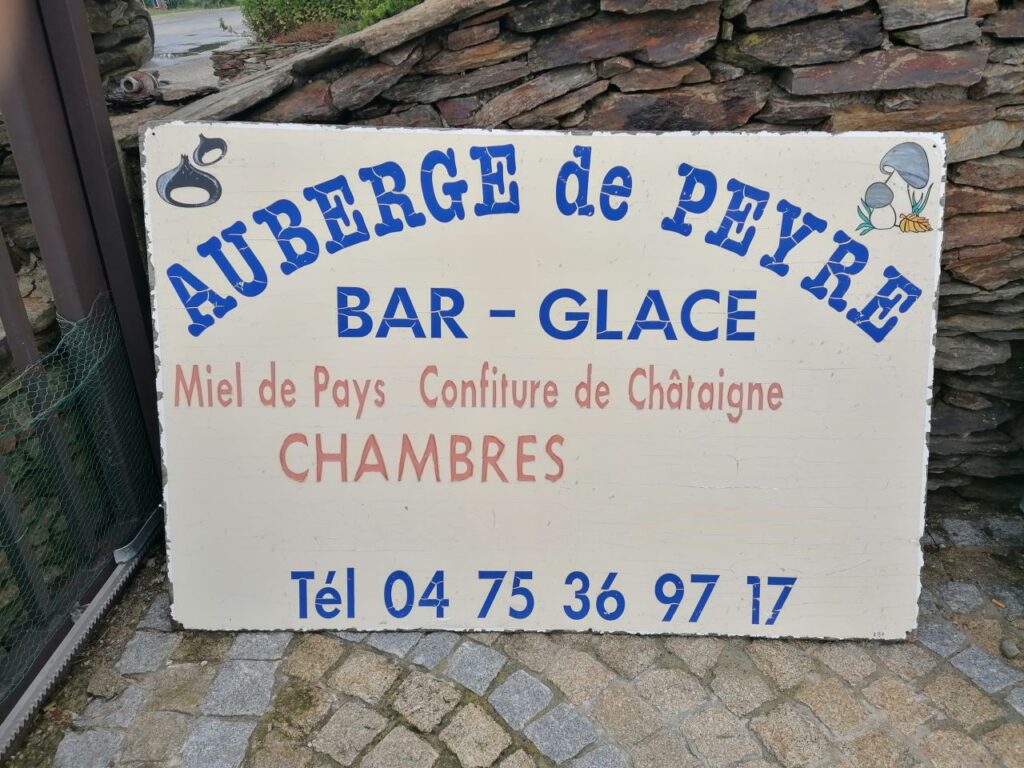 AUBERGE de PEYRE
BAR - GLACE
Miel de Pays Confiture de Châtaigne
CHAMBRES
Tél 04 75 36 97 17